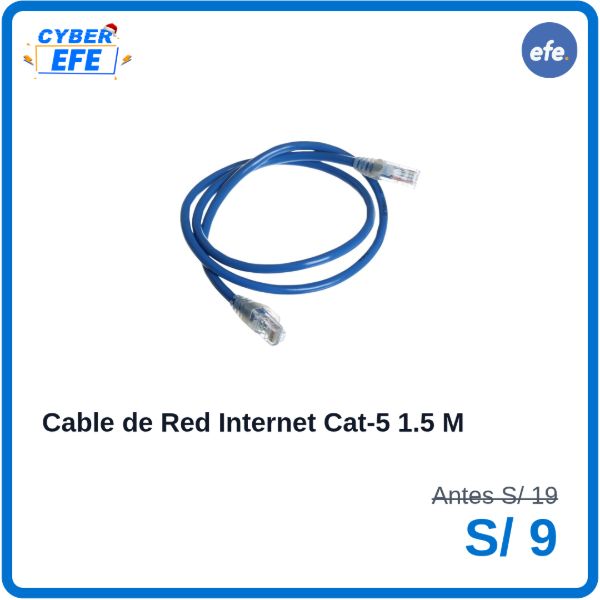 CYBER
EFE
efe.
Cable de Red Internet Cat-5 1.5 M
Antes S/ 19
S/ 9